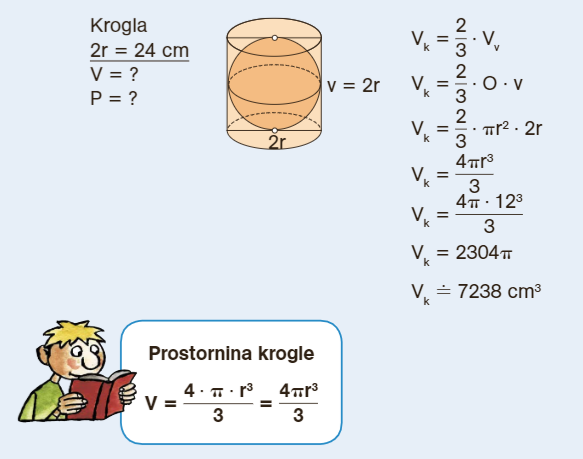 Krogla
2r = 24 cm
V = ?
P = ?
v = 2r
2r
Vₖ = 2/3 · Vᵥ
Vₖ = 2/3 · O · v
Vₖ = 2/3 · πr² · 2r
Vₖ = 4πr³/3
Vₖ = 4π · 12³/3
Vₖ = 2304π
Vₖ ≐ 7238 cm³
Prostornina krogle
V = 4 · π · r³/3 = 4πr³/3